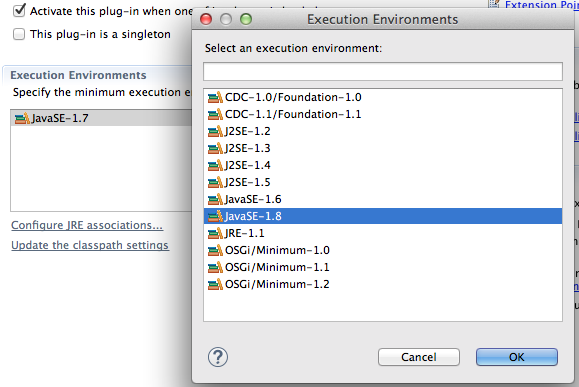 Activate this plug-in when one of
This plug-in is a singleton
Execution Environments
Specify the minimum execution e
JavaSE-1.7
Configure JRE associations...
Update the classpath settings
Extension Poin
Execution Environments
Select an execution environment:
CDC-1.0/Foundation-1.0
CDC-1.1/Foundation-1.1
J2SE-1.2
J2SE-1.3
J2SE-1.4
J2SE-1.5
JavaSE-1.6
JavaSE-1.8
JRE-1.1
OSGi/Minimum-1.0
OSGi/Minimum-1.1
OSGi/Minimum-1.2
?
Cancel
OK